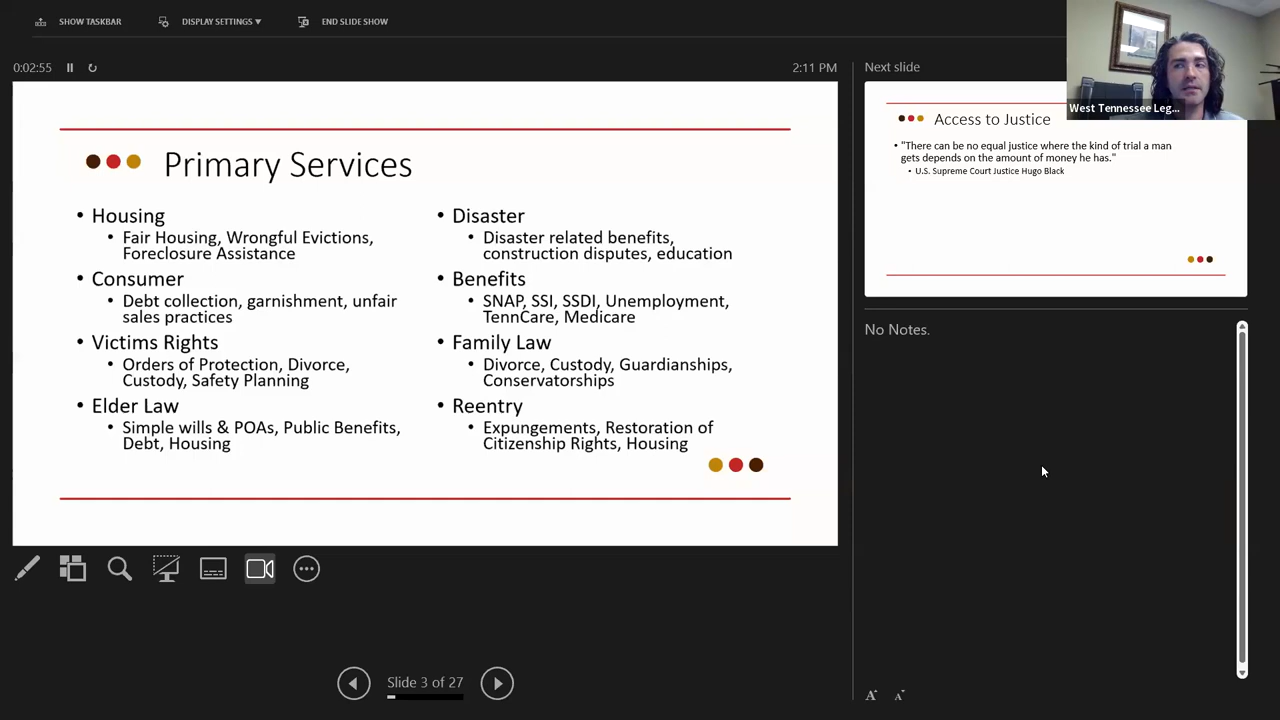 SHOW TASKBAR
DISPLAY SETTINGS ▼
END SLIDE SHOW
0:02:55
2:11 PM
Primary Services
• Housing
• Fair Housing, Wrongful Evictions,
Foreclosure Assistance
• Consumer
• Debt collection, garnishment, unfair
sales practices
• Victims Rights
• Orders of Protection, Divorce,
Custody, Safety Planning
• Elder Law
• Simple wills & POAs, Public Benefits,
Debt, Housing
• Disaster
• Disaster related benefits,
construction disputes, education
• Benefits
• SNAP, SSI, SSDI, Unemployment,
TennCare, Medicare
• Family Law
• Divorce, Custody, Guardianships,
Conservatorships
• Reentry
• Expungements, Restoration of
Citizenship Rights, Housing
Slide 3 of 27
Next slide
West Tennessee Leg...
Access to Justice
• "There can be no equal justice where the kind of trial a man
gets depends on the amount of money he has."
• U.S. Supreme Court Justice Hugo Black
No Notes.
A A